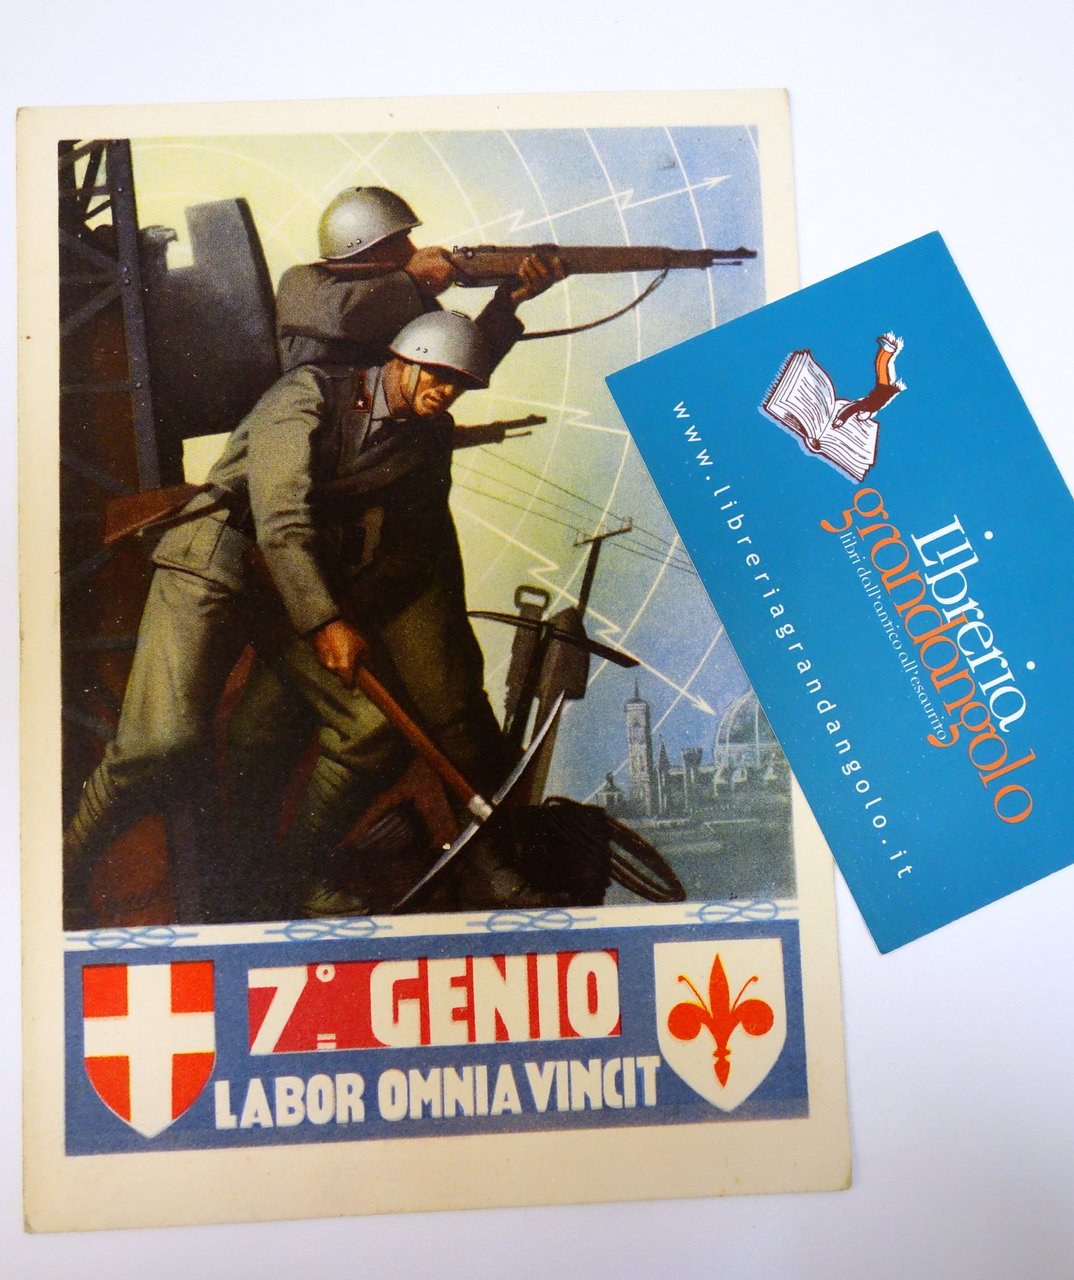 7° GENIO
LABOR OMNIA VINCIT
Libreria
grandangolo
libri dall'antico all'esaurito
www.libreriagrandangolo.it